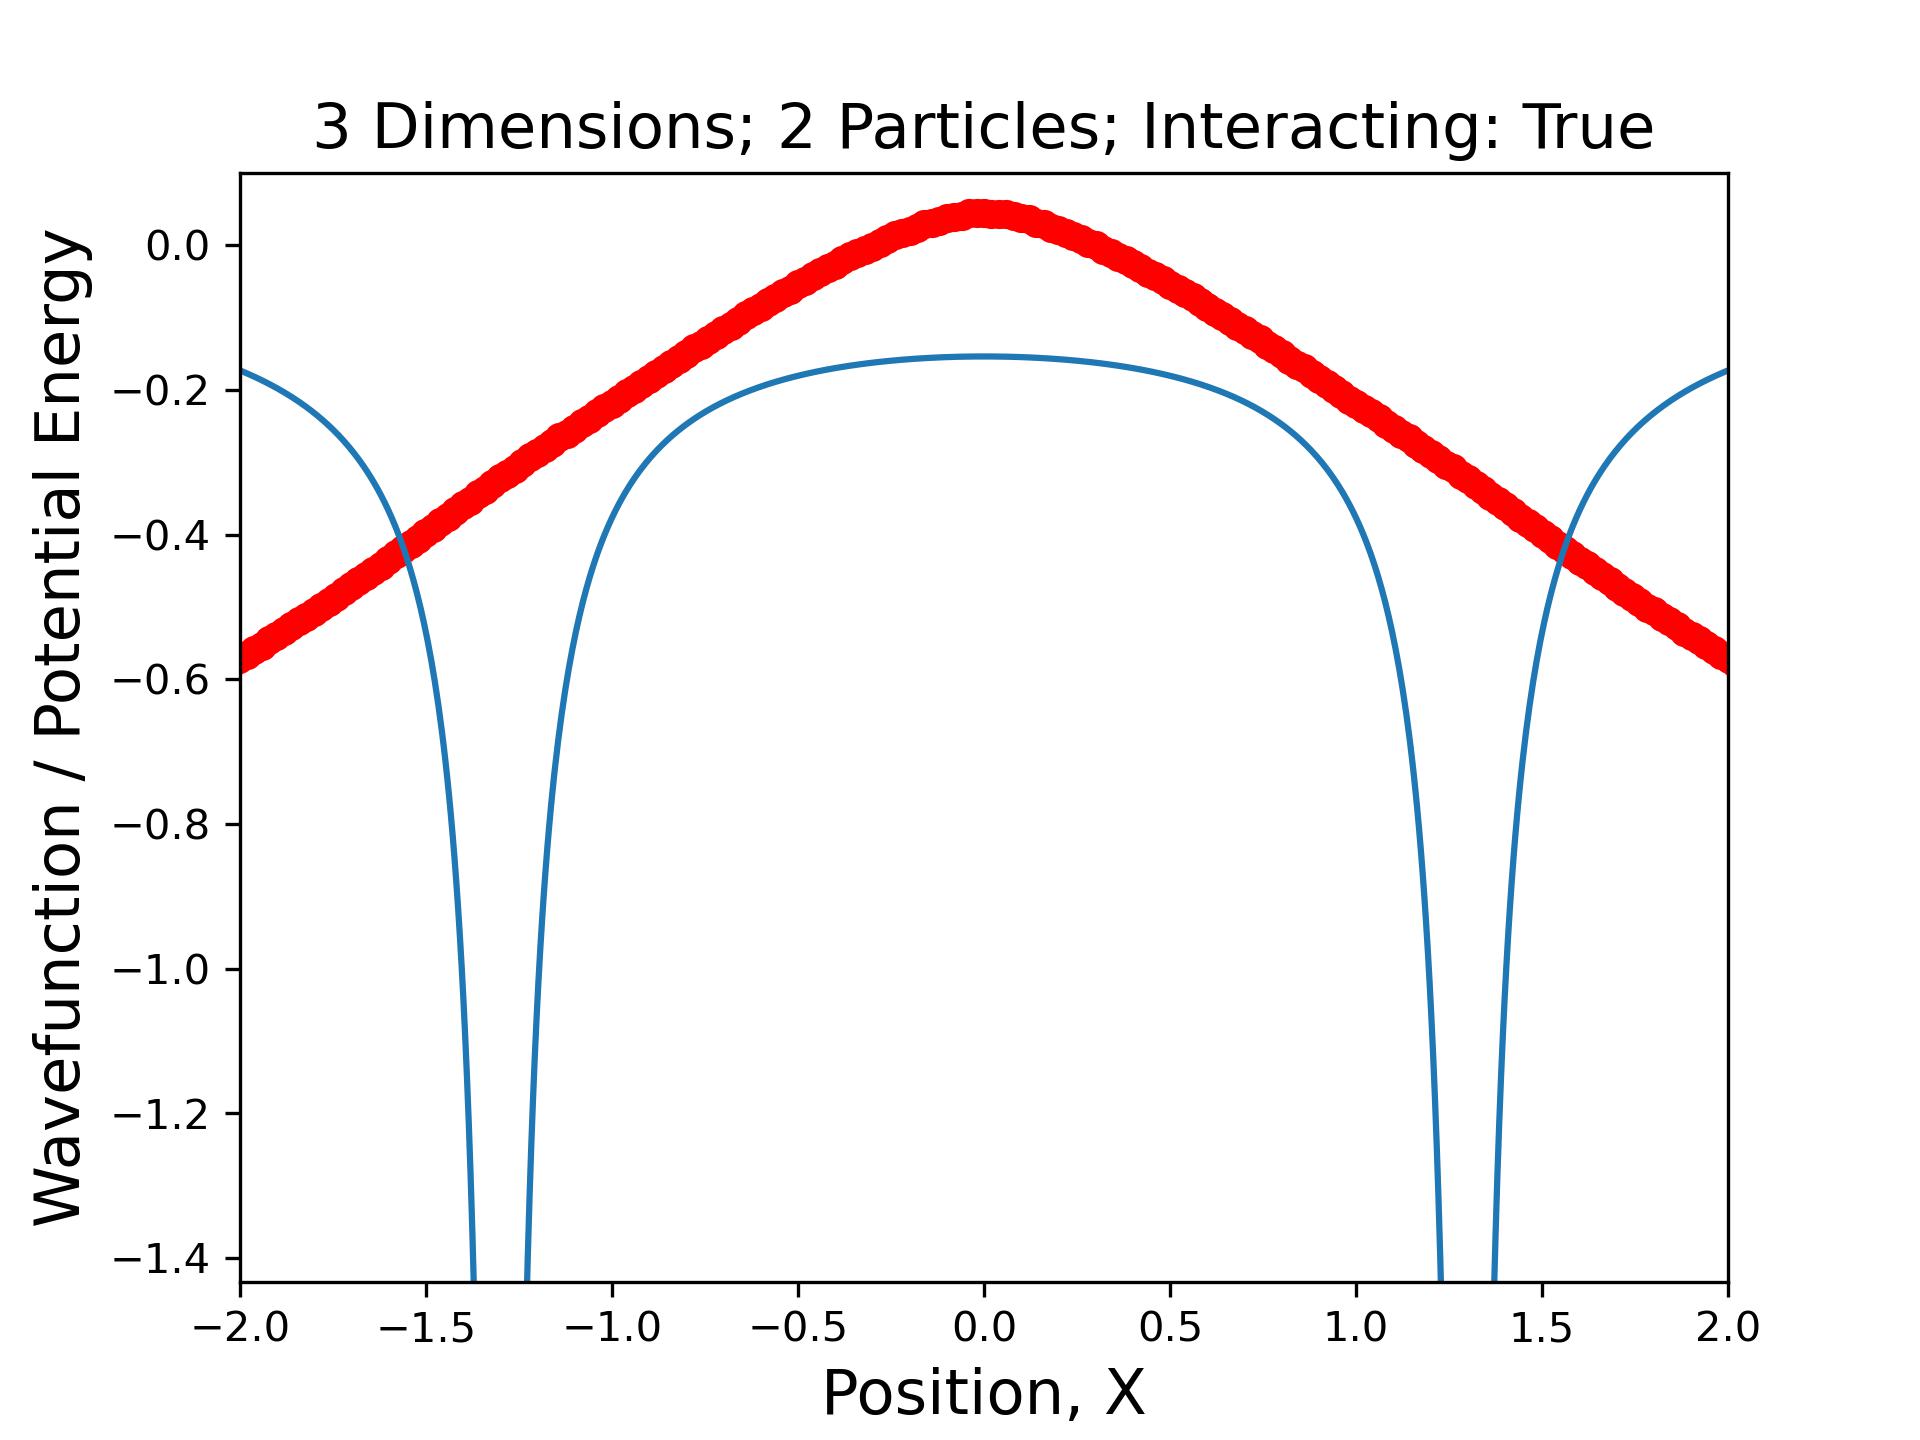 3 Dimensions; 2 Particles; Interacting: True
Wavefunction / Potential Energy
0.0
−0.2
−0.4
−0.6
−0.8
−1.0
−1.2
−1.4
−2.0 −1.5 −1.0 −0.5 0.0 0.5 1.0 1.5 2.0
Position, X